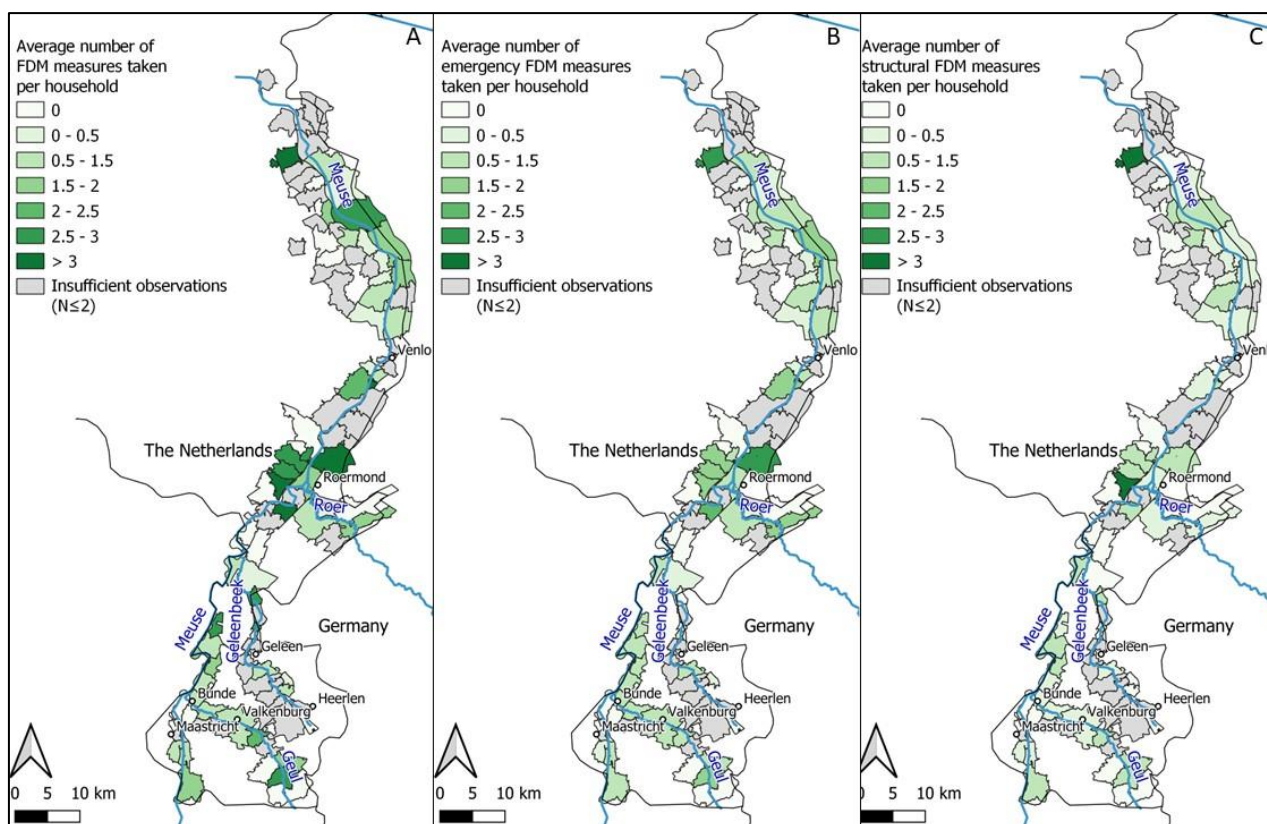 A
Average number of
FDM measures taken
per household
0
0 - 0.5
0.5 - 1.5
1.5 - 2
2 - 2.5
2.5 - 3
> 3
Insufficient observations
(N≤2)
Meuse
Venlo
The Netherlands
Roermond
Roer
Meuse
Geleenbeek
Germany
Geleen
Bunde
Heerlen
Valkenburg
Maastricht
Geul
0 5 10 km
B
Average number of
emergency FDM measures
taken per household
0
0 - 0.5
0.5 - 1.5
1.5 - 2
2 - 2.5
2.5 - 3
> 3
Insufficient observations
(N≤2)
Meuse
Venlo
The Netherlands
Roermond
Roer
Meuse
Geleenbeek
Germany
Geleen
Bunde
Heerlen
Valkenburg
Maastricht
Geul
0 5 10 km
C
Average number of
structural FDM measures
taken per household
0
0 - 0.5
0.5 - 1.5
1.5 - 2
2 - 2.5
2.5 - 3
> 3
Insufficient observations
(N≤2)
Meuse
Venl
The Netherlands
Roermond
Roer
Meuse
Geleenbeek
Germany
Geleen
Bunde
Heerlen
Valkenburg
Maastricht
Geul
0 5 10 km